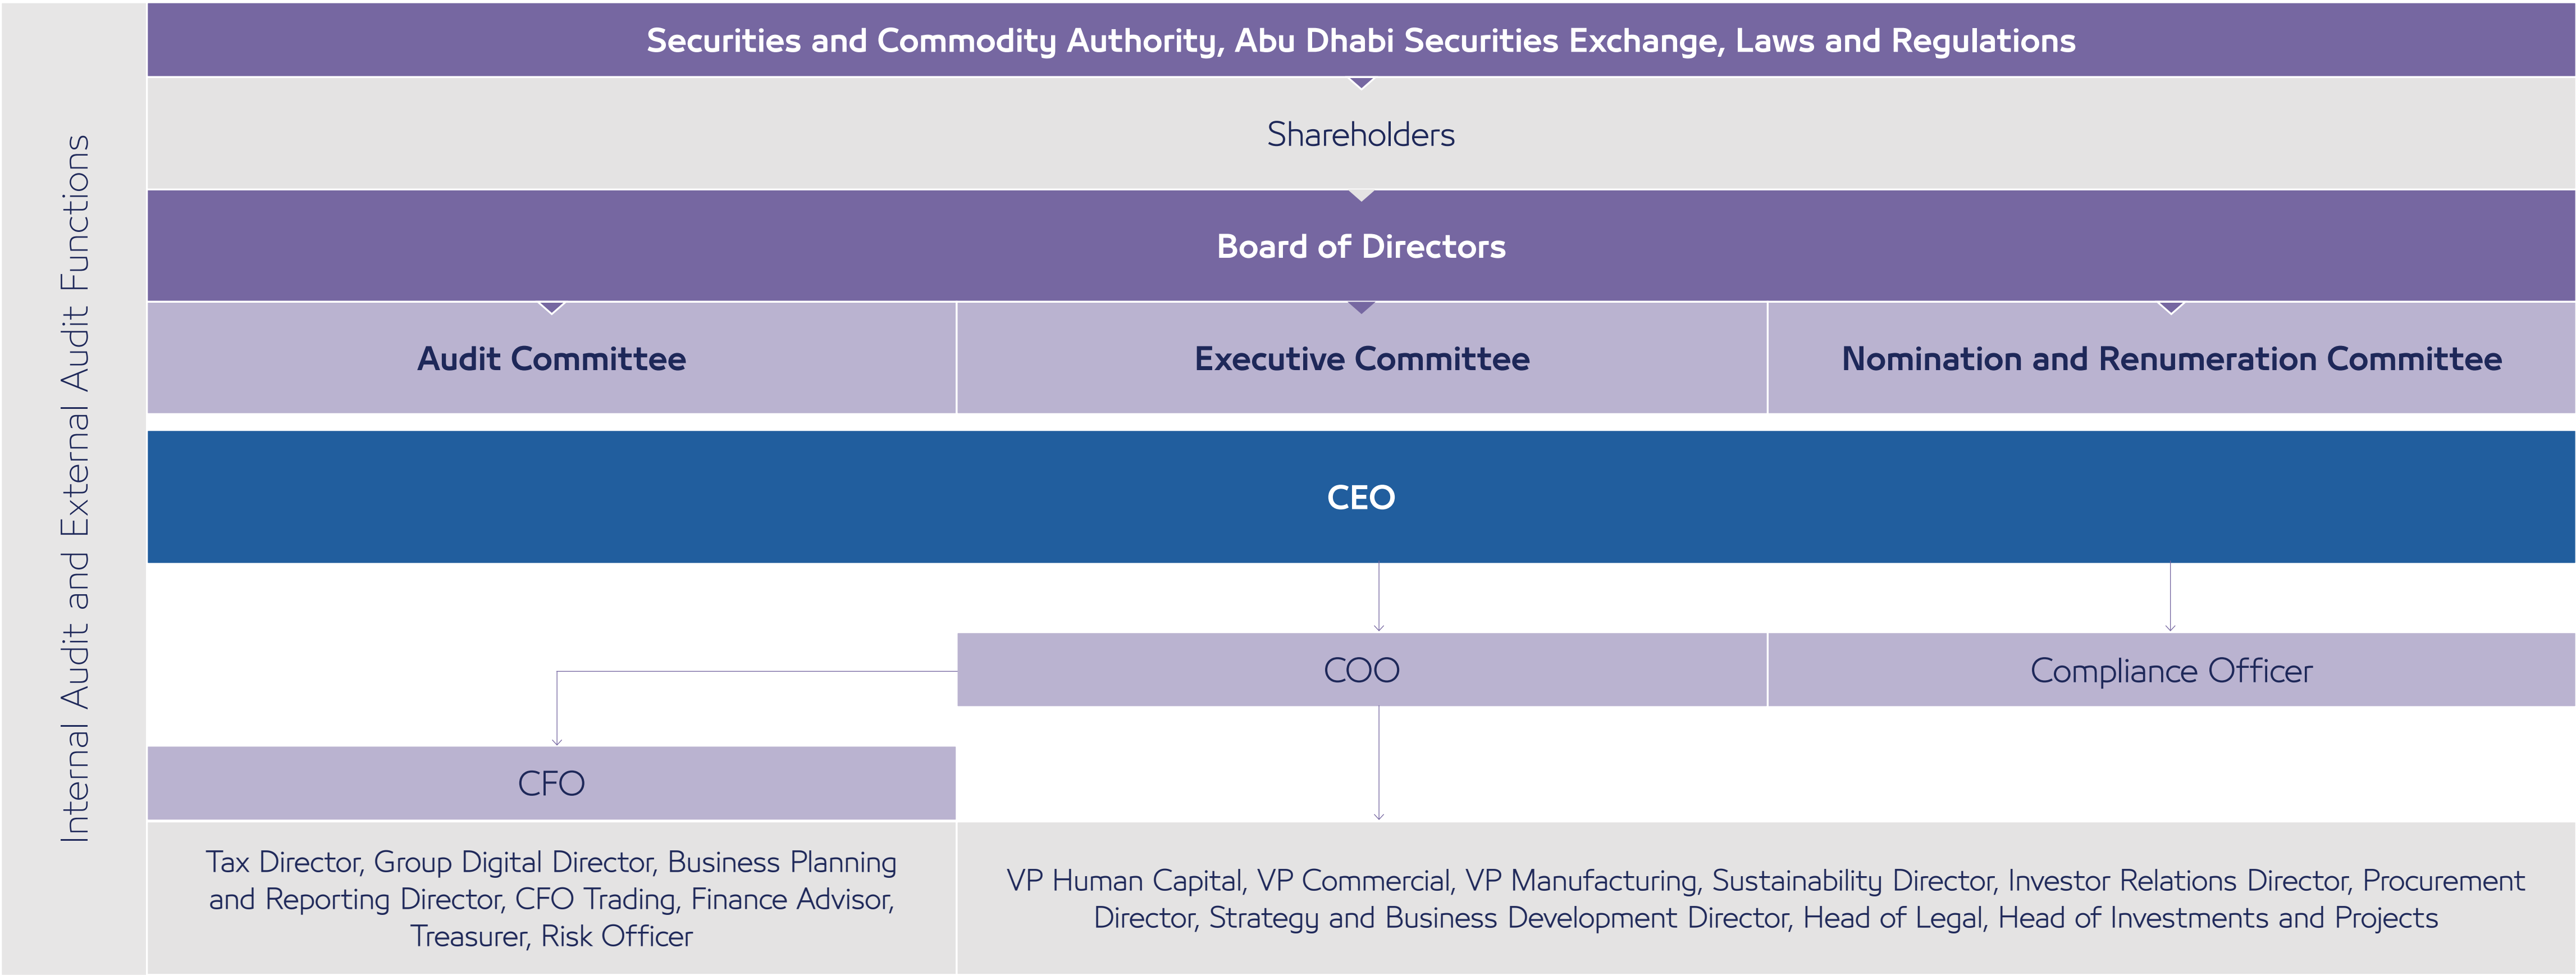 Internal Audit and External Audit Functions
Securities and Commodity Authority, Abu Dhabi Securities Exchange, Laws and Regulations
Shareholders
Board of Directors
Audit Committee
Executive Committee
Nomination and Renumeration Committee
CEO
COO
Compliance Officer
CFO
Tax Director, Group Digital Director, Business Planning
and Reporting Director, CFO Trading, Finance Advisor,
Treasurer, Risk Officer
VP Human Capital, VP Commercial, VP Manufacturing, Sustainability Director, Investor Relations Director, Procurement
Director, Strategy and Business Development Director, Head of Legal, Head of Investments and Projects